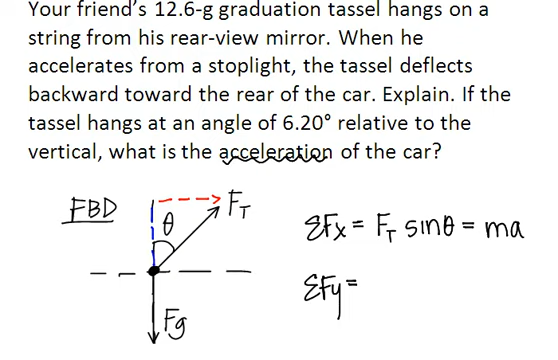 Your friend's 12.6-g graduation tassel hangs on a
string from his rear-view mirror. When he
accelerates from a stoplight, the tassel deflects
backward toward the rear of the car. Explain. If the
tassel hangs at an angle of 6.20° relative to the
vertical, what is the acceleration of the car?
FBD
θ
F_T
ΣFx = F_T sinθ = ma
ΣFy =
Fg